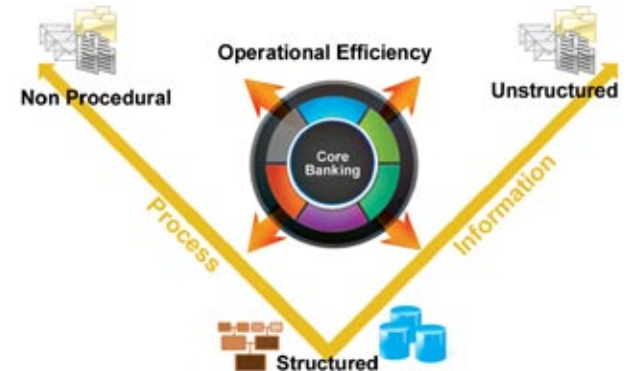 Operational Efficiency
Non Procedural
Unstructured
Core
Banking
Process
Information
Structured